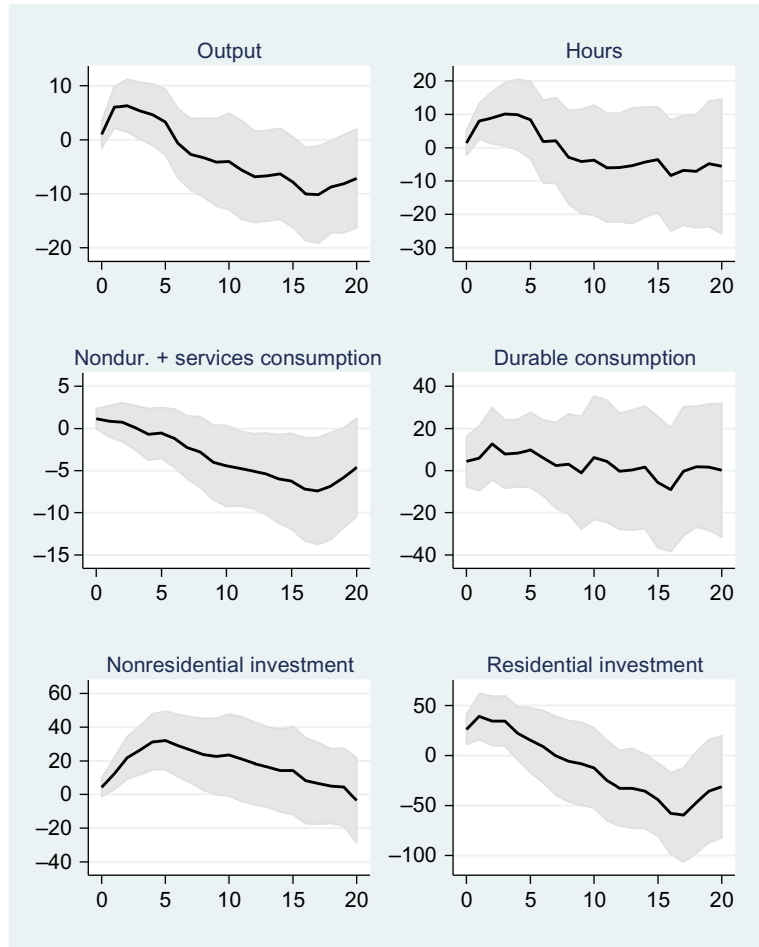 Output
10
0
–10
–20
0 5 10 15 20
Hours
20
10
0
–10
–20
–30
0 5 10 15 20
Nondur. + services consumption
5
0
–5
–10
–15
0 5 10 15 20
Durable consumption
40
20
0
–20
–40
0 5 10 15 20
Nonresidential investment
60
40
20
0
–20
–40
0 5 10 15 20
Residential investment
50
0
–50
–100
0 5 10 15 20